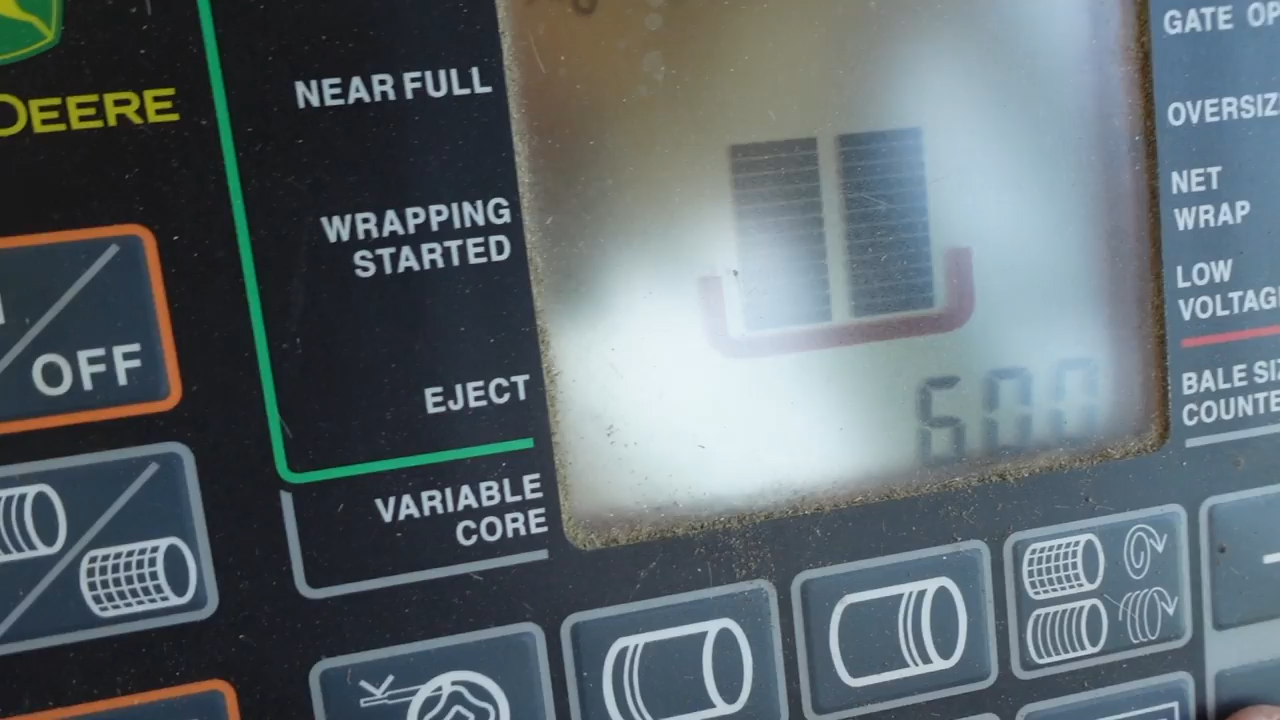 DEERE
NEAR FULL
WRAPPING
STARTED
EJECT
VARIABLE
CORE
OFF
600
GATE OP
OVERSIZ
NET
WRAP
LOW
VOLTAG
BALE SIZ
COUNTE